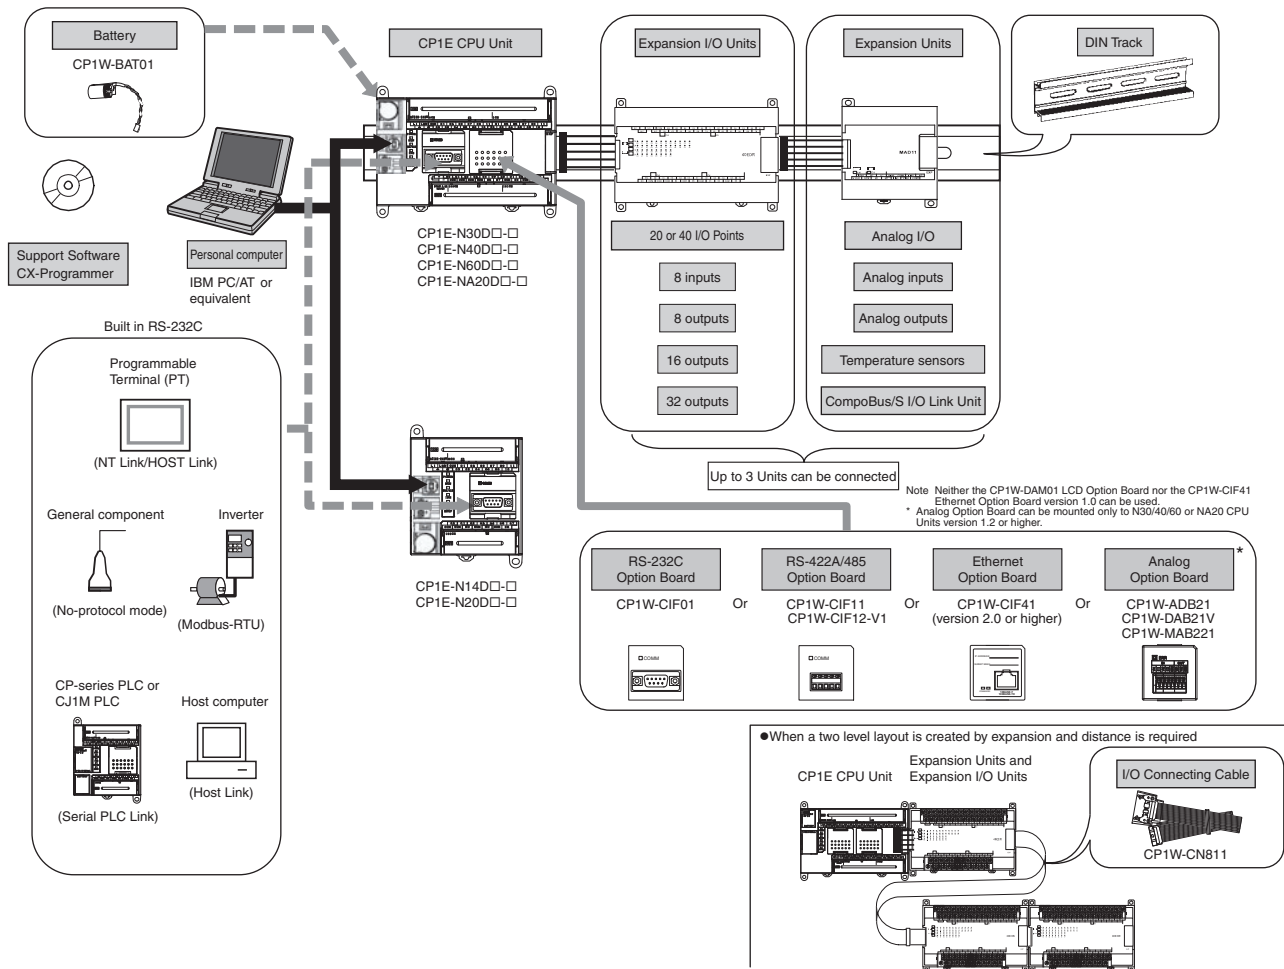 Battery
CP1W-BAT01
CP1E CPU Unit
Expansion I/O Units
Expansion Units
DIN Track
40EDR
MAD11
Support Software
CX-Programmer
Personal computer
IBM PC/AT or
equivalent
CP1E-N30D□-□
CP1E-N40D□-□
CP1E-N60D□-□
CP1E-NA20D□-□
20 or 40 I/O Points
8 inputs
8 outputs
16 outputs
32 outputs
Analog I/O
Analog inputs
Analog outputs
Temperature sensors
CompoBus/S I/O Link Unit
Up to 3 Units can be connected
Built in RS-232C
Programmable
Terminal (PT)
(NT Link/HOST Link)
General component
(No-protocol mode)
Inverter
(Modbus-RTU)
CP-series PLC or
CJ1M PLC
(Serial PLC Link)
Host computer
(Host Link)
CP1E-N14D□-□
CP1E-N20D□-□
Note Neither the CP1W-DAM01 LCD Option Board nor the CP1W-CIF41
Ethernet Option Board version 1.0 can be used.
* Analog Option Board can be mounted only to N30/40/60 or NA20 CPU
Units version 1.2 or higher.
RS-232C
Option Board
CP1W-CIF01
COMM
Or
RS-422A/485
Option Board
CP1W-CIF11
CP1W-CIF12-V1
COMM
Or
Ethernet
Option Board
CP1W-CIF41
(version 2.0 or higher)
Or
Analog
Option Board
*
CP1W-ADB21
CP1W-DAB21V
CP1W-MAB221
●When a two level layout is created by expansion and distance is required
CP1E CPU Unit
Expansion Units and
Expansion I/O Units
I/O Connecting Cable
CP1W-CN811